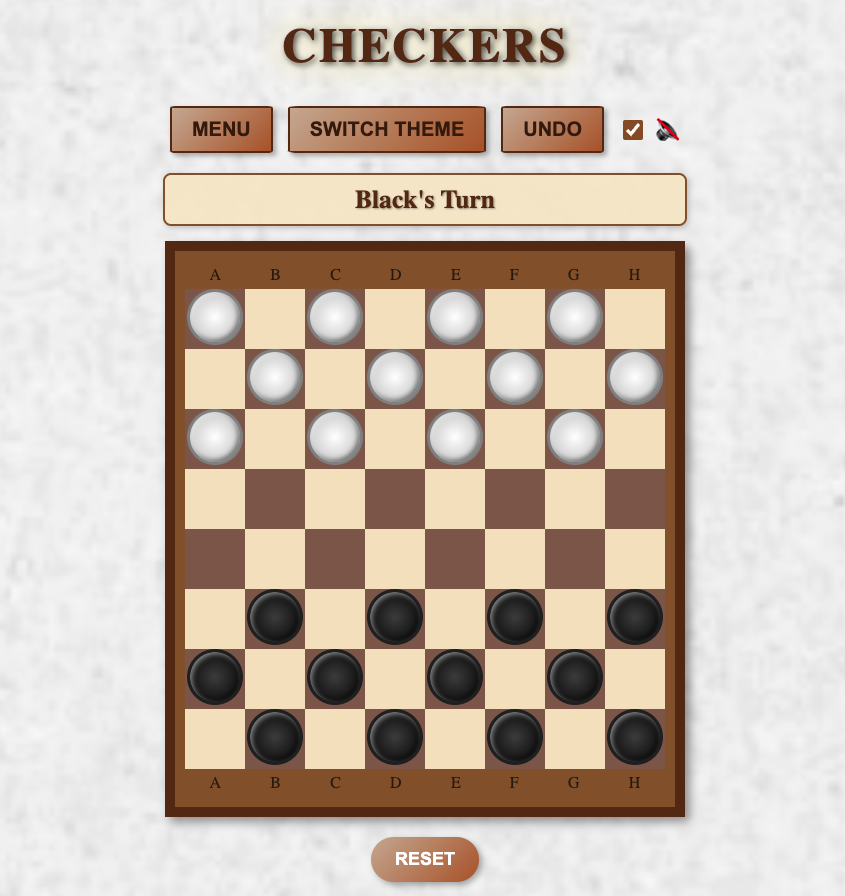 CHECKERS
MENU SWITCH THEME UNDO
Black's Turn
A B C D E F G H
A B C D E F G H
RESET